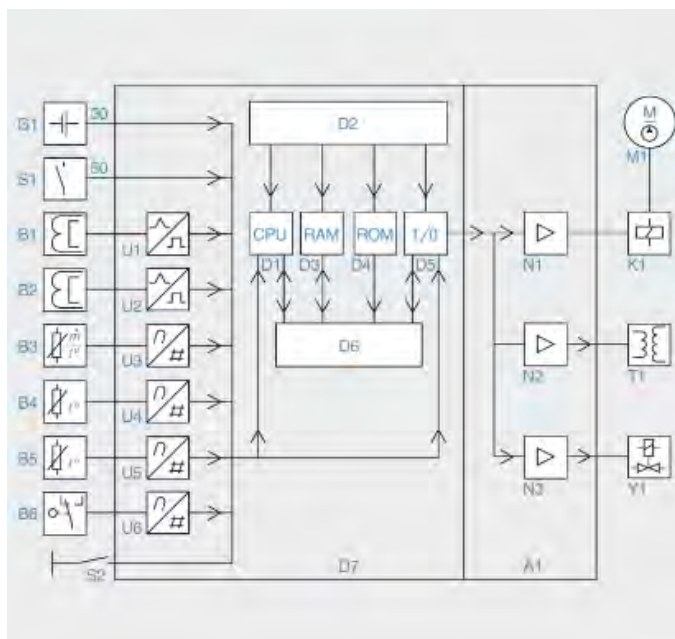 G1 30
D2
M
S1 50
M1
B1 U1 CPU RAM ROM I/O
D1 D3 D4 D5 N1 K1
B2 U2
B3 U3 D6
N2 T1
B4 U4
B5 U5
N3 Y1
B6 U6
S2 D7 A1